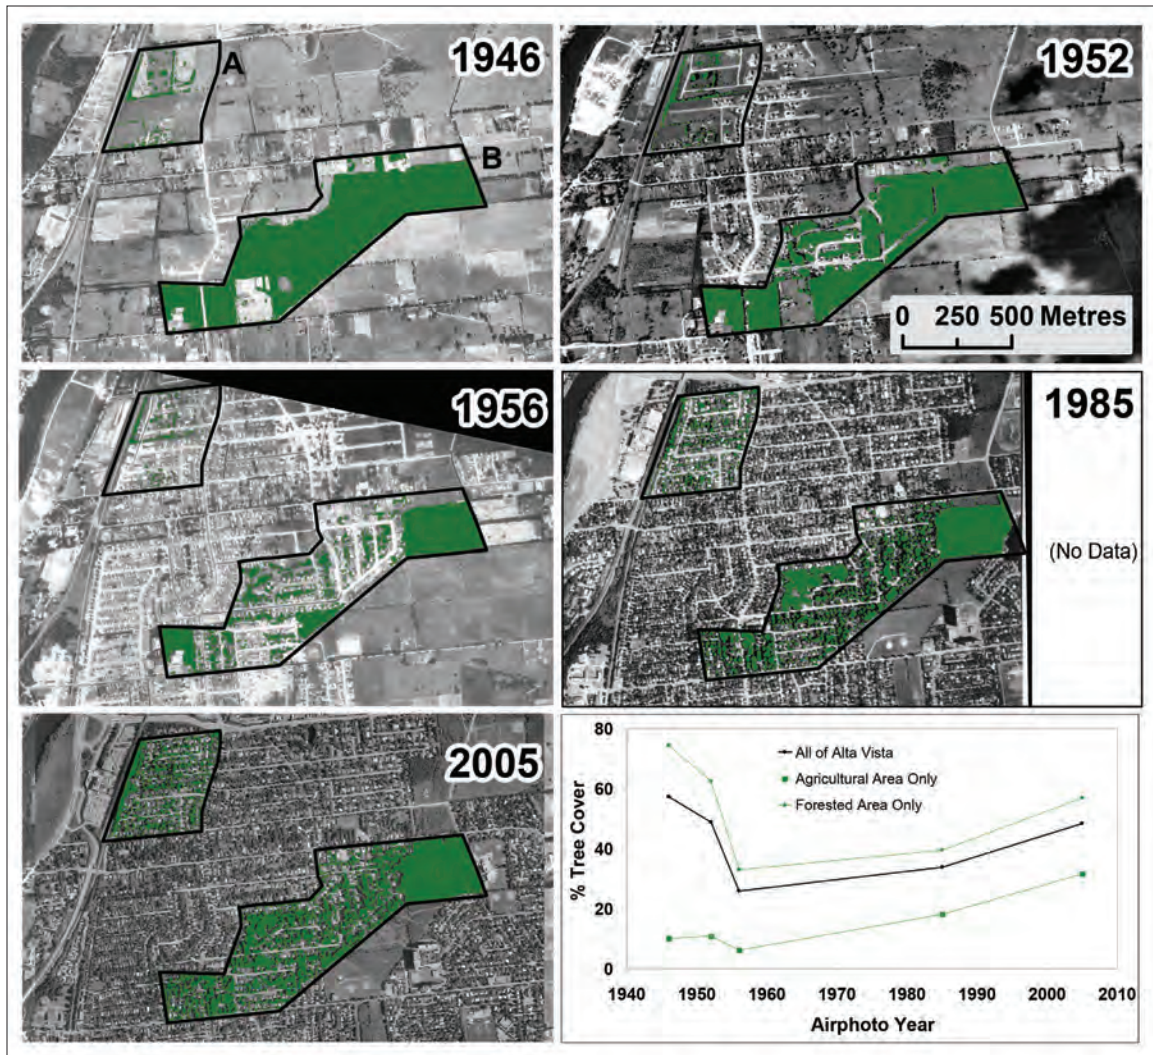 1946
A
B
1952
0 250 500 Metres
1956
1985
(No Data)
2005
80
60
40
20
0
% Tree Cover
All of Alta Vista
Agricultural Area Only
Forested Area Only
1940 1950 1960 1970 1980 1990 2000 2010
Airphoto Year